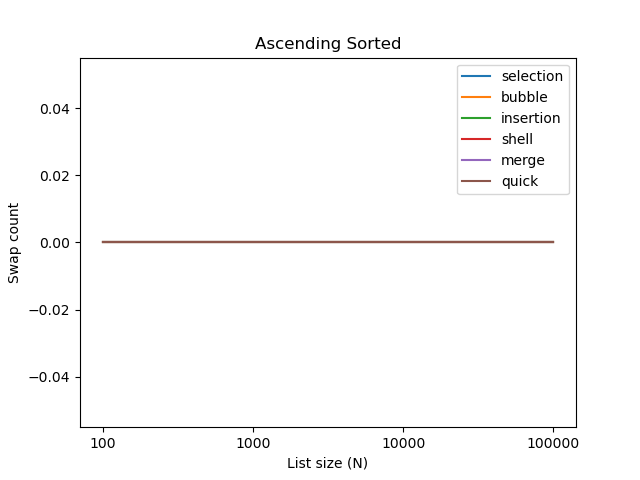 Ascending Sorted
selection
bubble
insertion
shell
merge
quick
0.04
0.02
0.00
−0.02
−0.04
Swap count
100
1000
10000
100000
List size (N)